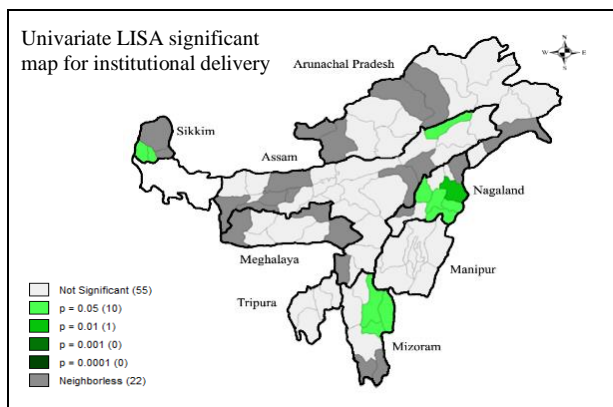 Univariate LISA significant
map for institutional delivery
Arunachal Pradesh
N
W E
S
Sikkim
Assam
Nagaland
Meghalaya
Manipur
Tripura
Mizoram
Not Significant (55)
p = 0.05 (10)
p = 0.01 (1)
p = 0.001 (0)
p = 0.0001 (0)
Neighborless (22)